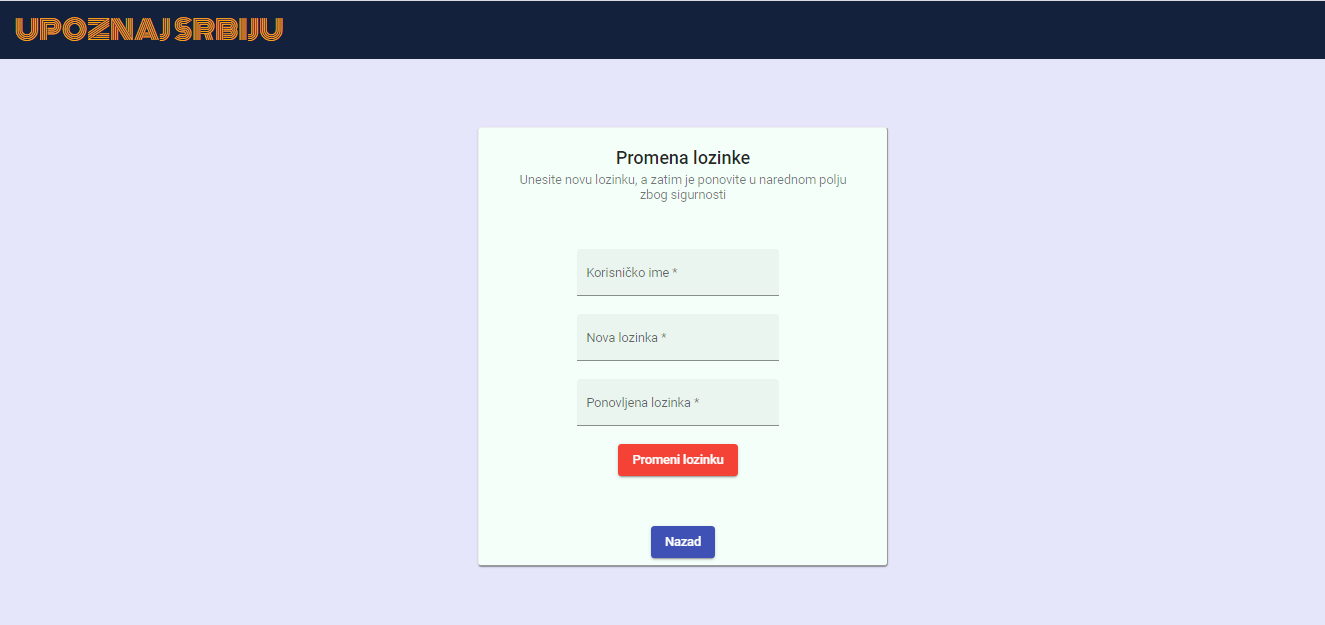 UPOZNAJ SRBIJU
Promena lozinke
Unesite novu lozinku, a zatim je ponovite u narednom polju
zbog sigurnosti
Korisničko ime *
Nova lozinka *
Ponovljena lozinka *
Promeni lozinku
Nazad